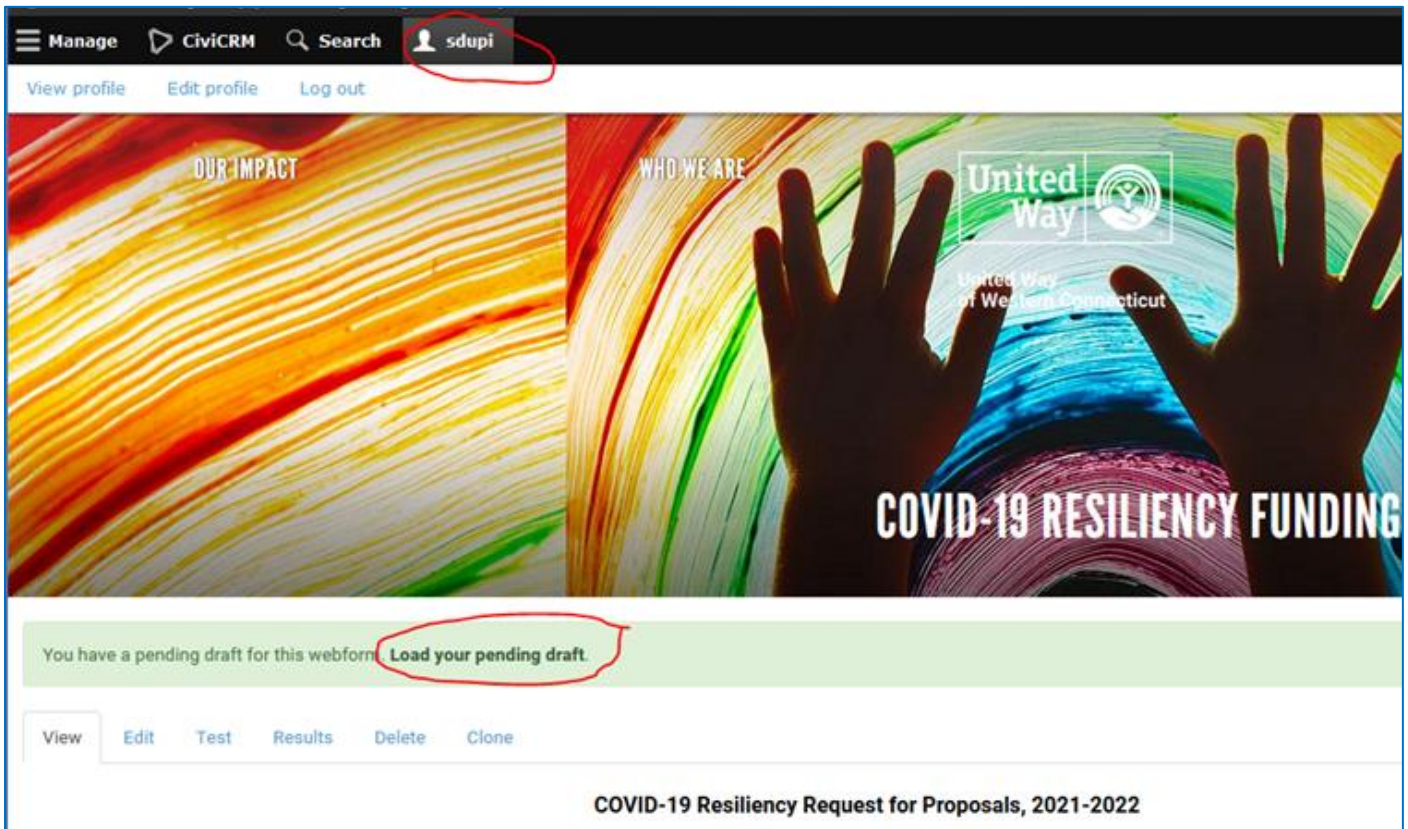 Manage CiviCRM Search sdupi
View profile Edit profile Log out
OUR IMPACT WHO WE ARE
United
Way
United Way
of Western Connecticut
COVID-19 RESILIENCY FUNDING
You have a pending draft for this webform. Load your pending draft.
View Edit Test Results Delete Clone
COVID-19 Resiliency Request for Proposals, 2021-2022